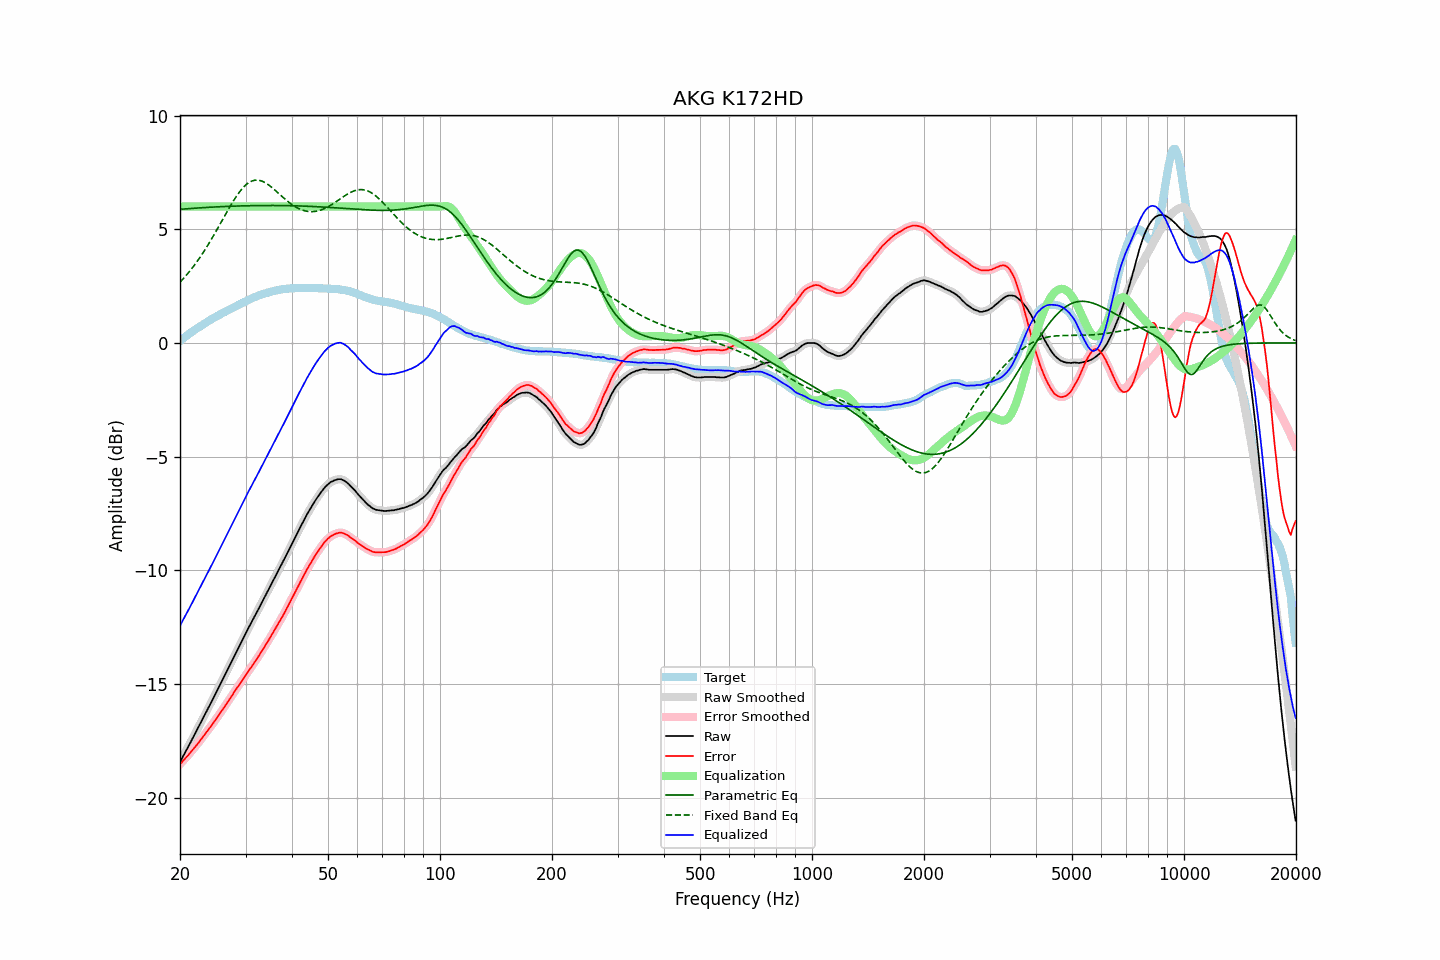 AKG K172HD
10
5
0
−5
−10
−15
−20
Amplitude (dBr)
Target
Raw Smoothed
Error Smoothed
Raw
Error
Equalization
Parametric Eq
Fixed Band Eq
Equalized
20 50 100 200 500 1000 2000 5000 10000 20000
Frequency (Hz)